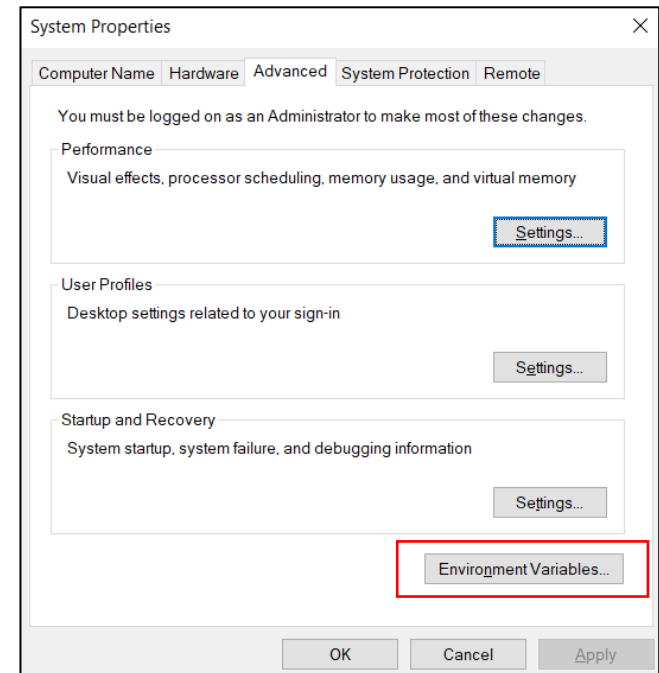 System Properties
Computer Name Hardware Advanced System Protection Remote
You must be logged on as an Administrator to make most of these changes.
Performance
Visual effects, processor scheduling, memory usage, and virtual memory
Settings...
User Profiles
Desktop settings related to your sign-in
Settings...
Startup and Recovery
System startup, system failure, and debugging information
Settings...
Environment Variables...
OK Cancel Apply